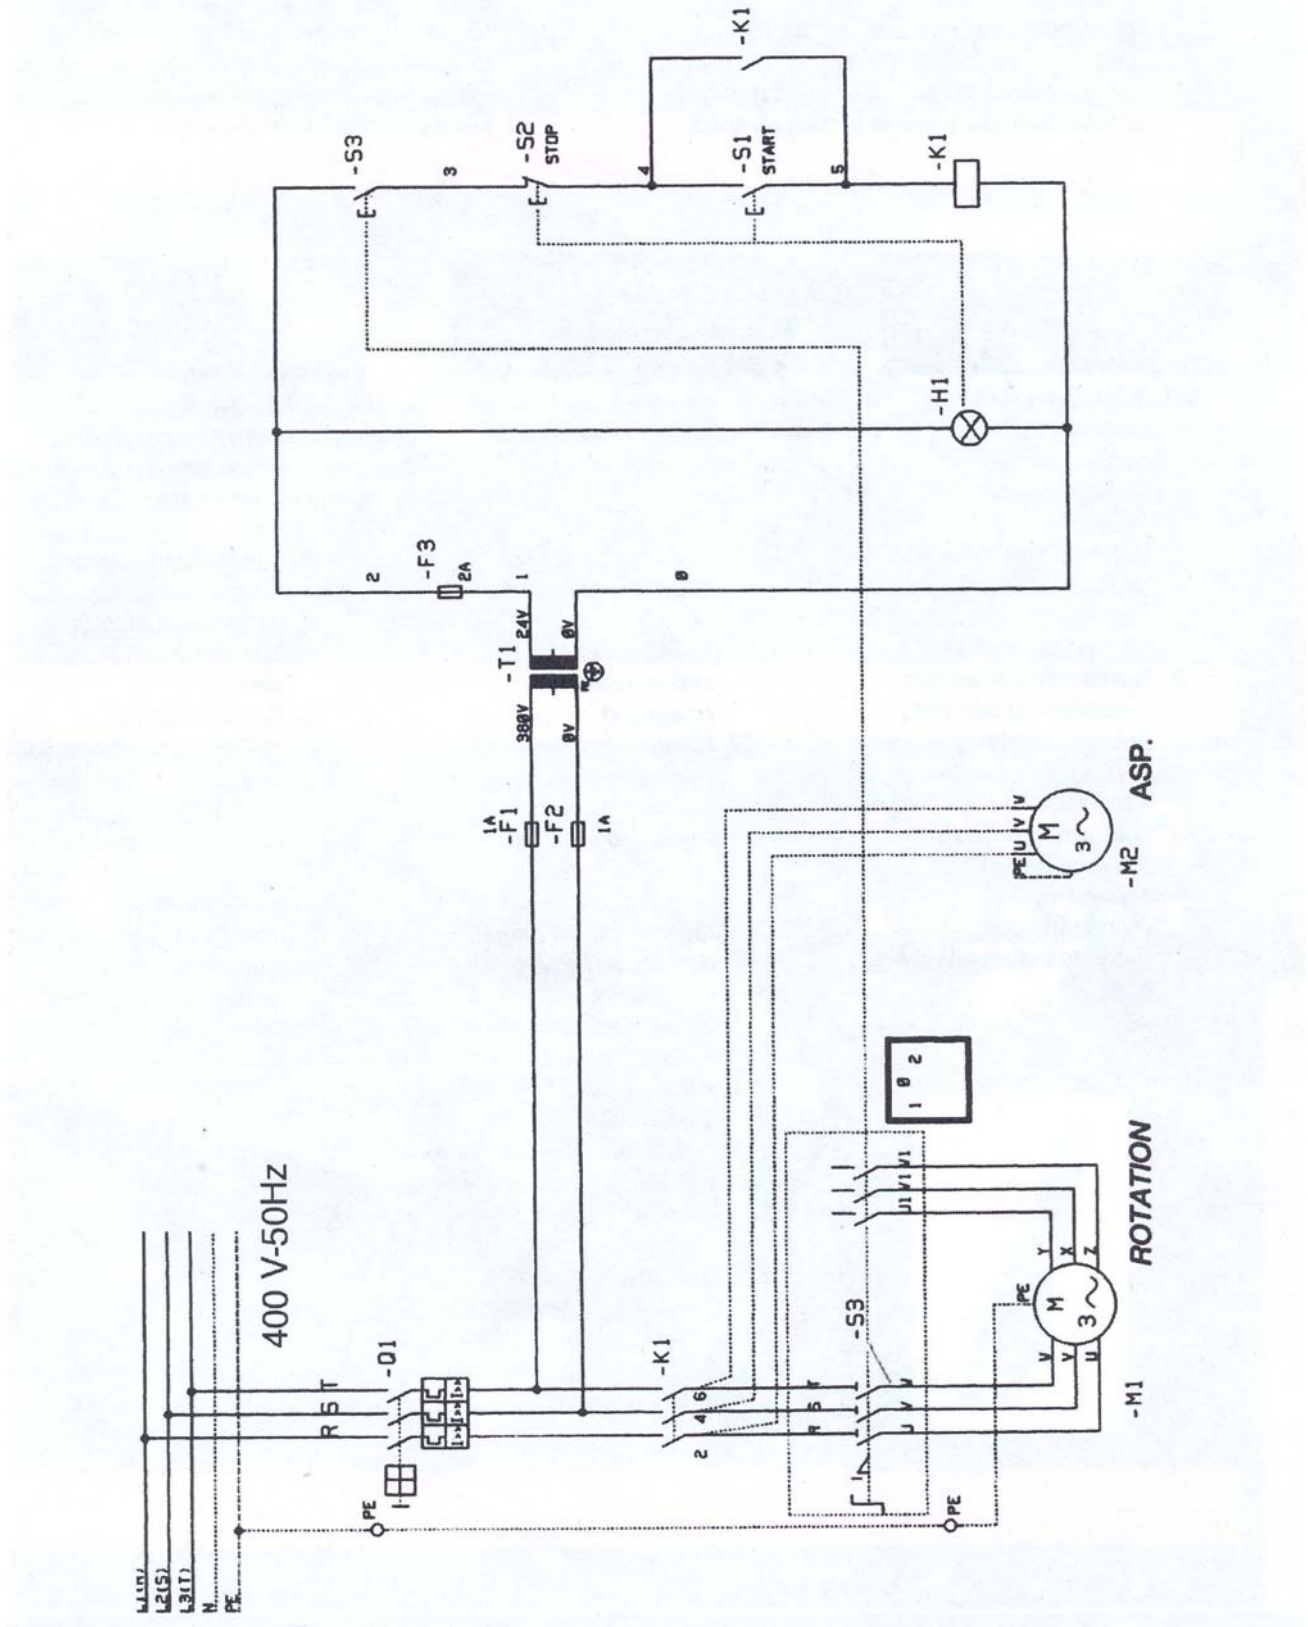 L1(R)
L2(S)
L3(T)
N
PE
400 V-50Hz
R S T
-Q1
PE
1A
-F1
-F2
1A
380V
0V
-T1
PE
24V
0V
1
2A
-F3
2
0
-S3
3
-S2
STOP
4
-K1
-S1
START
5
-K1
-H1
-K1
2 4 6
R S T
-S3
1
U V W
U1 V1 W1
1 0 2
PE
U V W
PE
Y X Z
M
3~
-M1
ROTATION
PE U V V
M
3~
-M2
ASP.